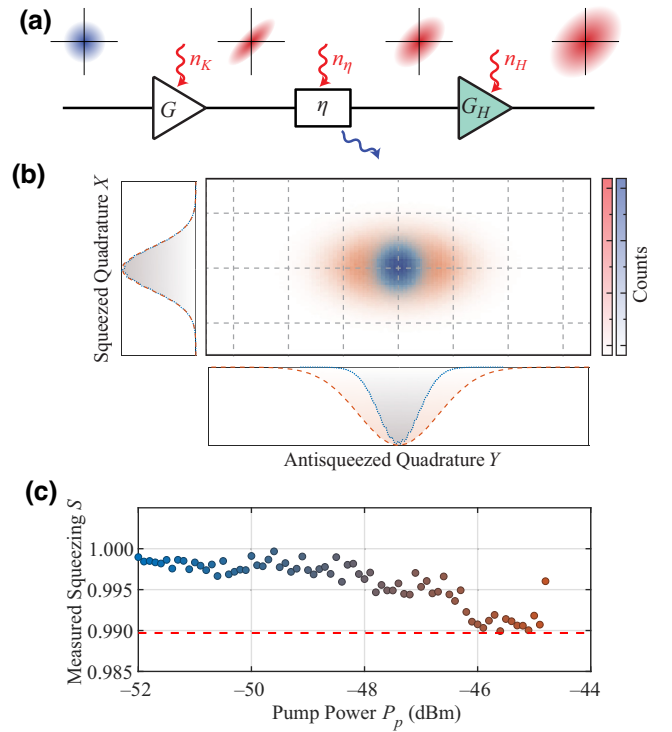 (a)
n_K
n_η
n_H
G
η
G_H
(b)
Squeezed Quadrature X
Counts
Antisqueezed Quadrature Y
(c)
Measured Squeezing S
1.000
0.995
0.990
0.985
−52
−50
−48
−46
−44
Pump Power P_p (dBm)